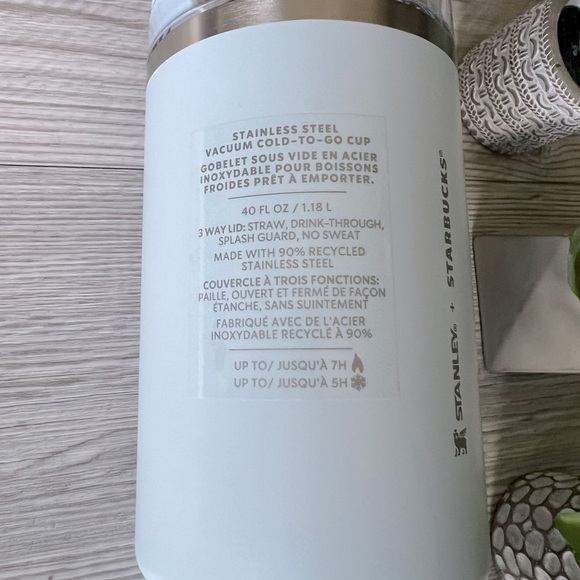 STAINLESS STEEL
VACUUM COLD-TO-GO CUP
GOBELET SOUS VIDE EN ACIER
INOXYDABLE POUR BOISSONS
FROIDES PRÊT À EMPORTER.
40 FL OZ / 1.18 L
3 WAY LID: STRAW, DRINK-THROUGH,
SPLASH GUARD, NO SWEAT
MADE WITH 90% RECYCLED
STAINLESS STEEL
COUVERCLE À TROIS FONCTIONS:
PAILLE, OUVERT ET FERMÉ DE FAÇON
ÉTANCHE, SANS SUINTEMENT
FABRIQUÉ AVEC DE L'ACIER
INOXYDABLE RECYCLÉ À 90%
UP TO/ JUSQU'À 7H
UP TO/ JUSQU'À 5H
STANLEY® + STARBUCKS®